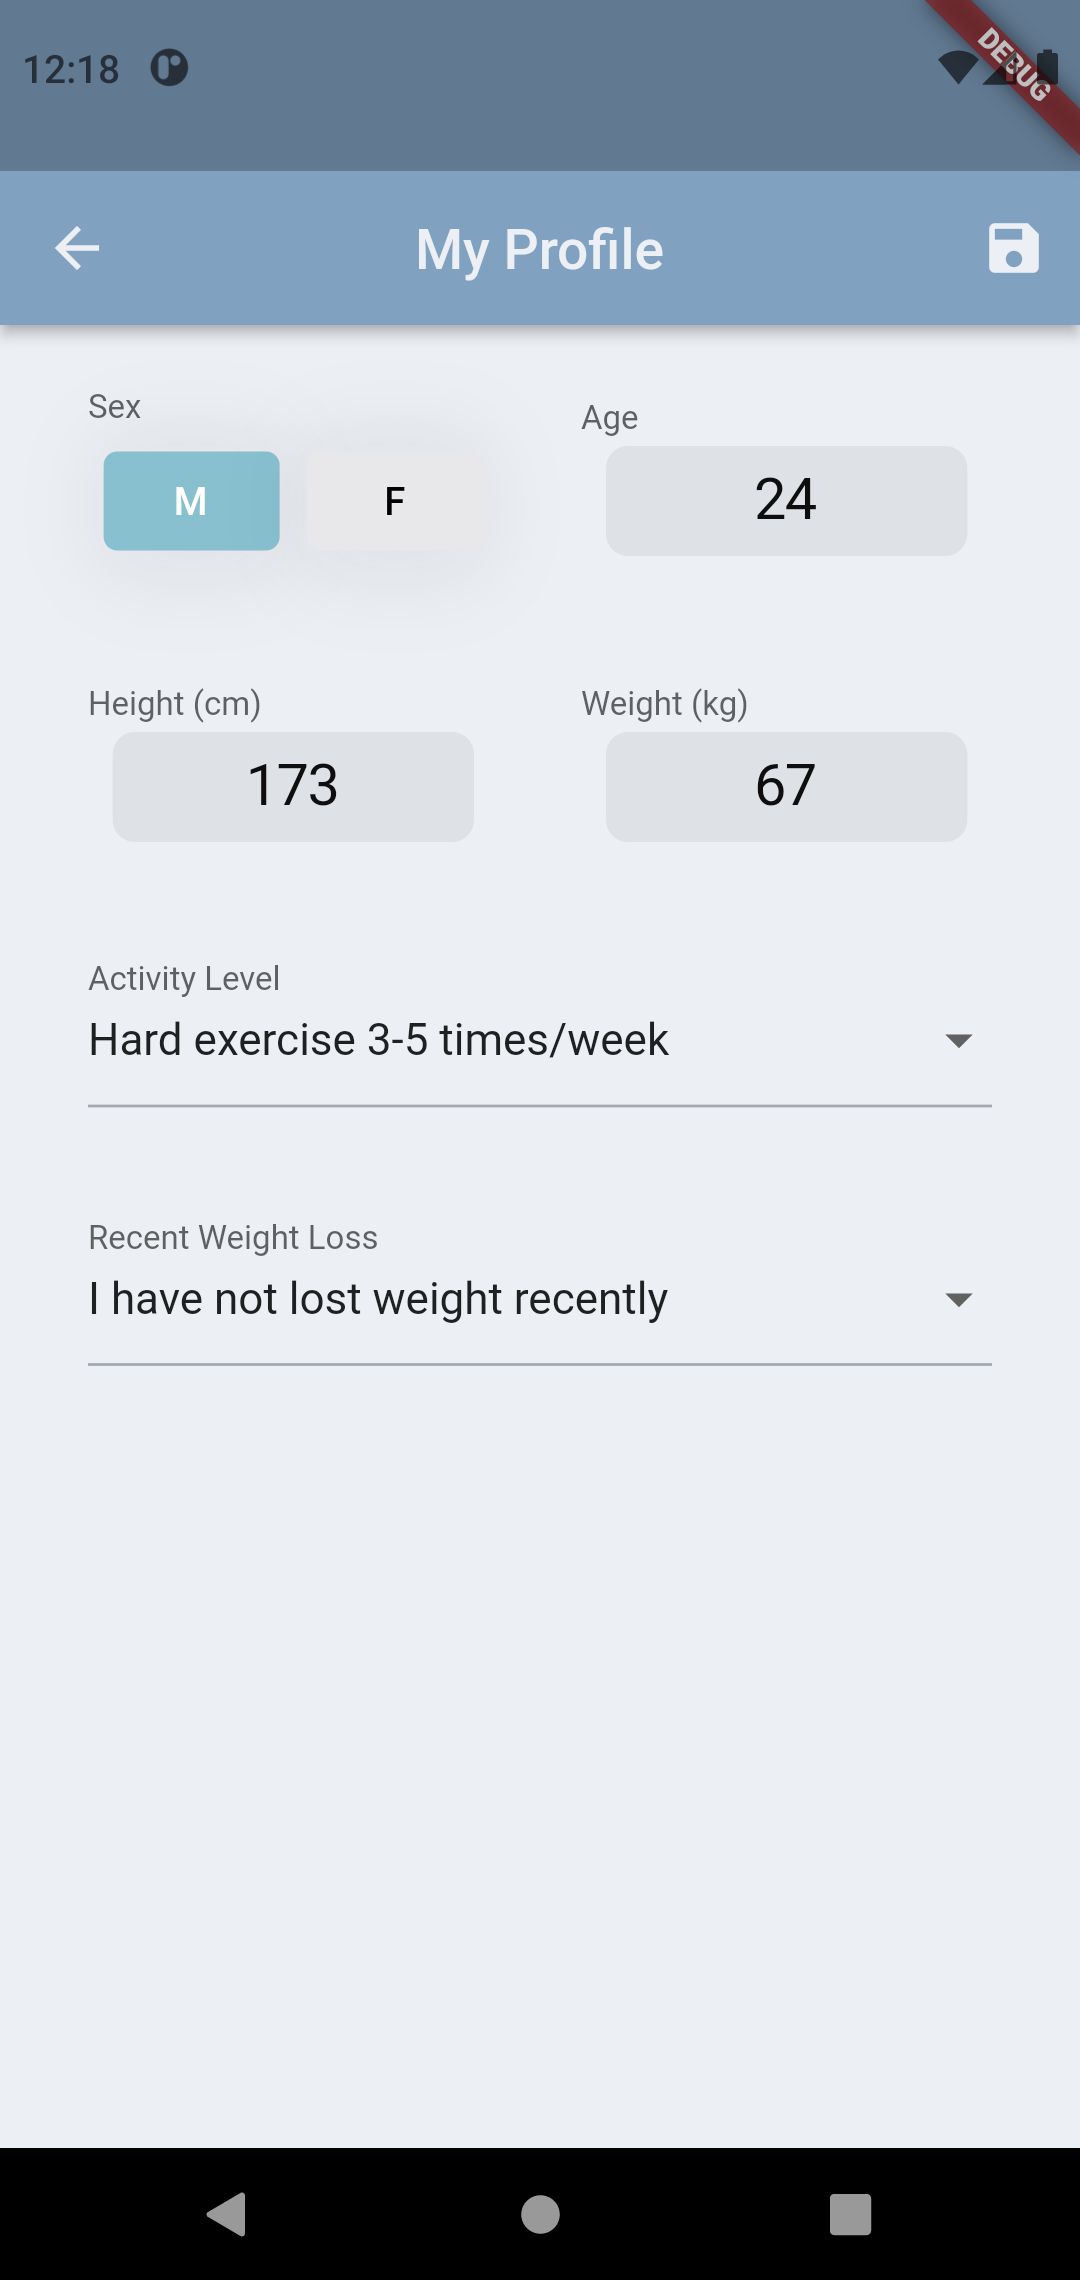 12:18
DEBUG
My Profile
Sex
Age
M
F
24
Height (cm)
Weight (kg)
173
67
Activity Level
Hard exercise 3-5 times/week
Recent Weight Loss
I have not lost weight recently